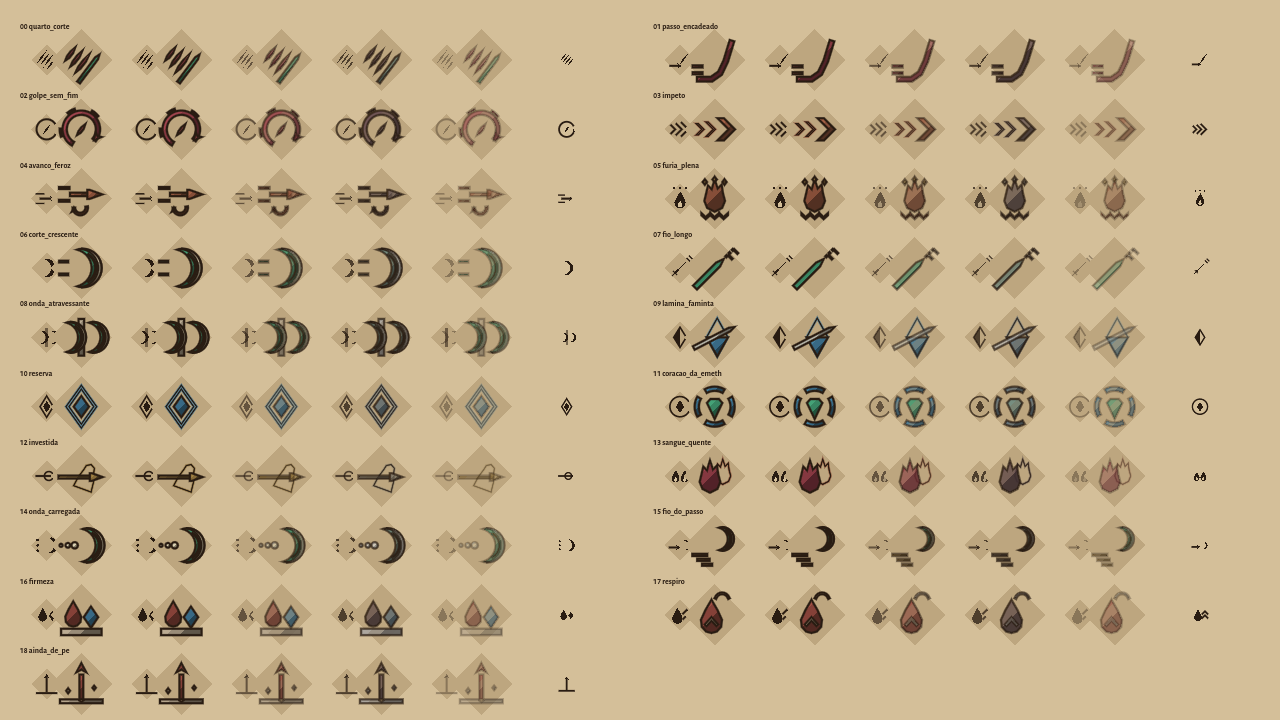 00 quarto_corte
01 passo_encadeado
02 golpe_sem_fim
03 impeto
04 avanco_feroz
05 furia_plena
06 corte_crescente
07 fio_longo
08 onda_atravessante
09 lamina_faminta
10 reserva
11 coracao_da_emeth
12 investida
13 sangue_quente
14 onda_carregada
15 fio_do_passo
16 firmeza
17 respiro
18 ainda_de_pe